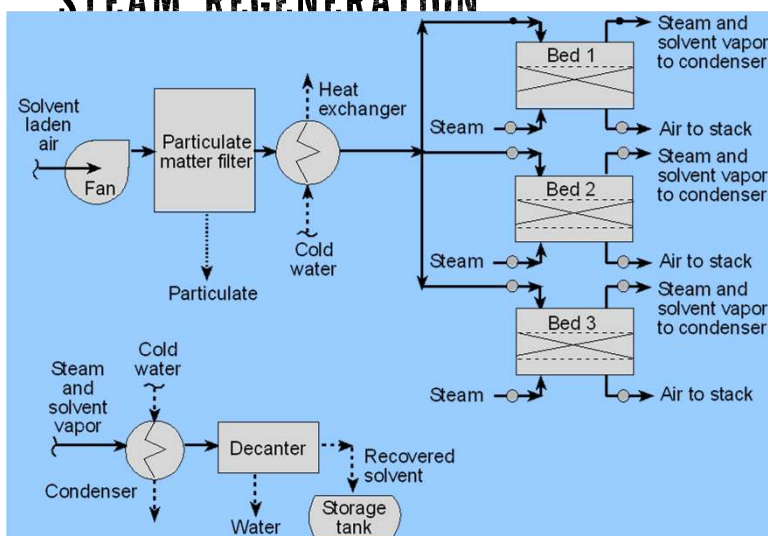 STEAM REGENERATION
Solvent
laden
air
Fan
Particulate
matter filter
Particulate
Heat
exchanger
Cold
water
Steam and
solvent vapor
to condenser
Bed 1
Steam
Air to stack
Steam and
solvent vapor
to condenser
Bed 2
Steam
Air to stack
Steam and
solvent vapor
to condenser
Bed 3
Steam
Air to stack
Cold
water
Steam
and
solvent
vapor
Condenser
Decanter
Water
Recovered
solvent
Storage
tank